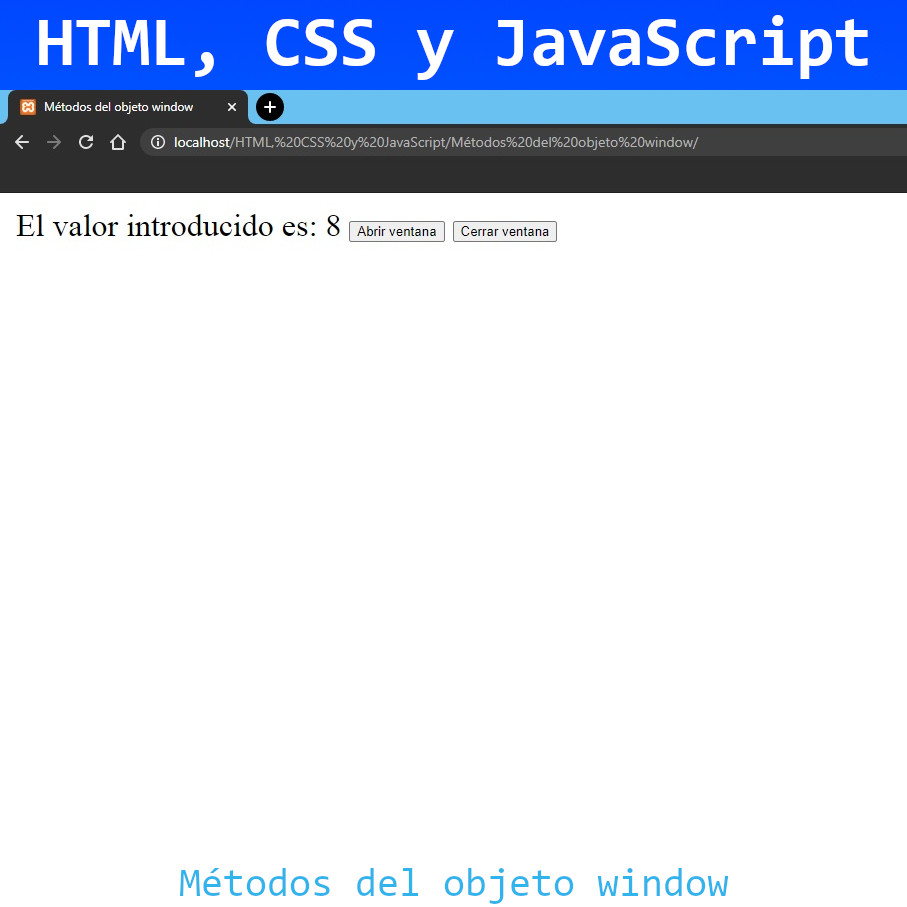 HTML, CSS y JavaScript
Métodos del objeto window
localhost/HTML,%20CSS%20y%20JavaScript/Métodos%20del%20objeto%20window/
El valor introducido es: 8 Abrir ventana Cerrar ventana
Métodos del objeto window